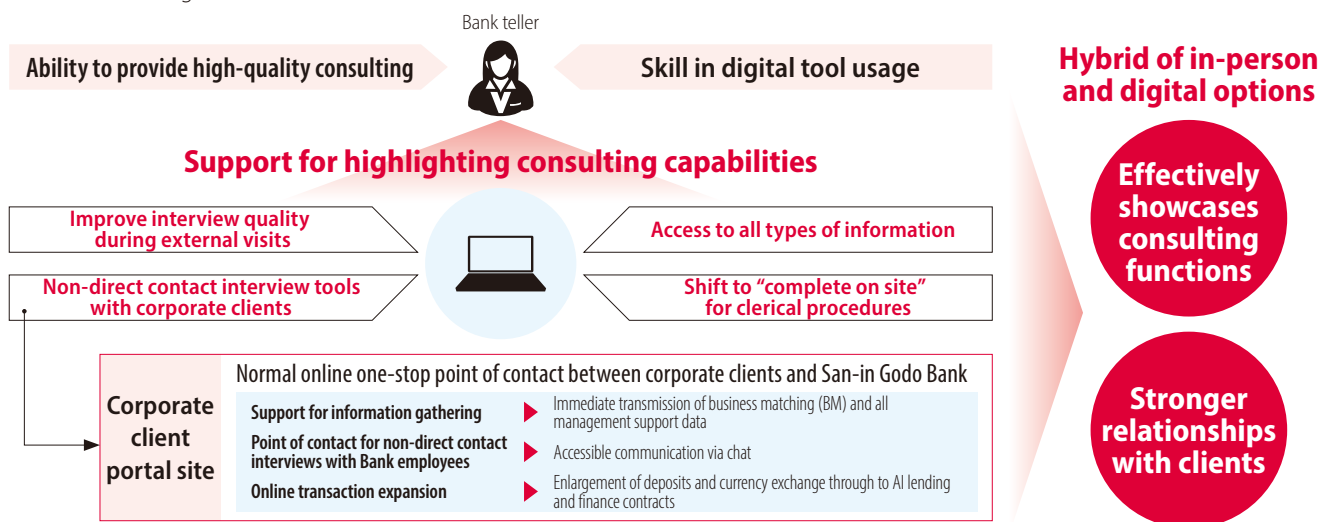 Bank teller
Ability to provide high-quality consulting
Skill in digital tool usage
Support for highlighting consulting capabilities
Improve interview quality
during external visits
Access to all types of information
Non-direct contact interview tools
with corporate clients
Shift to “complete on site”
for clerical procedures
Corporate
client
portal site
Normal online one-stop point of contact between corporate clients and San-in Godo Bank
Support for information gathering
Immediate transmission of business matching (BM) and all
management support data
Point of contact for non-direct contact
interviews with Bank employees
Accessible communication via chat
Online transaction expansion
Enlargement of deposits and currency exchange through to AI lending
and finance contracts
Hybrid of in-person
and digital options
Effectively
showcases
consulting
functions
Stronger
relationships
with clients